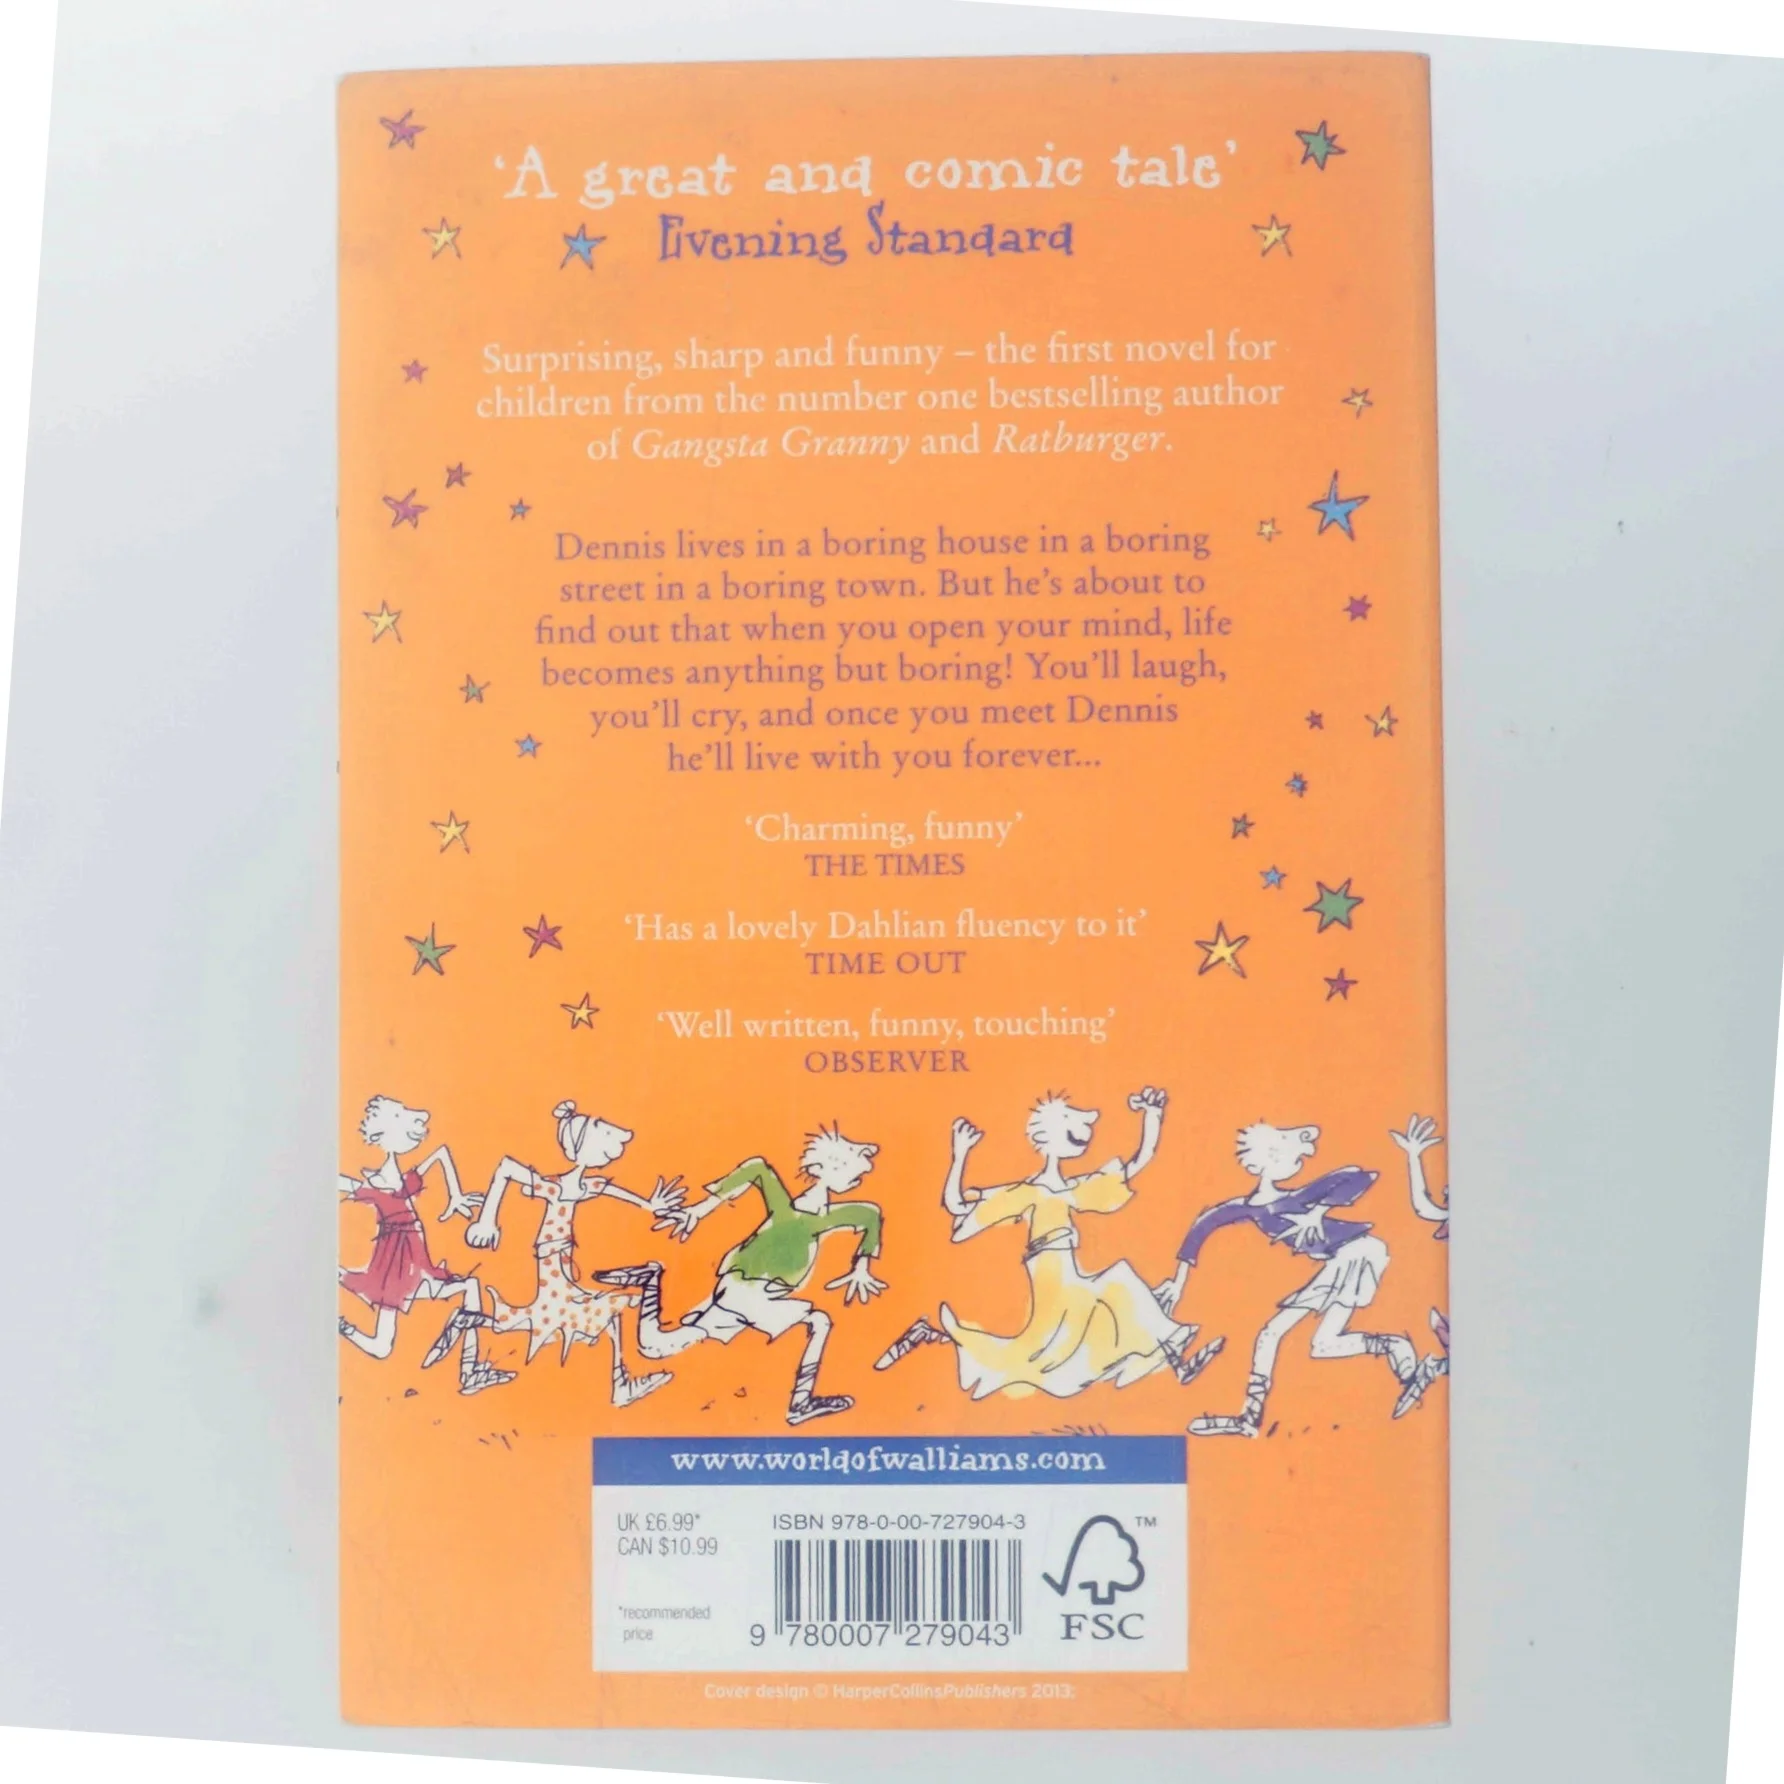 ‘A great and comic tale’
Evening Standard
Surprising, sharp and funny – the first novel for
children from the number one bestselling author
of Gangsta Granny and Ratburger.
Dennis lives in a boring house in a boring
street in a boring town. But he’s about to
find out that when you open your mind, life
becomes anything but boring! You’ll laugh,
you’ll cry, and once you meet Dennis
he’ll live with you forever...
‘Charming, funny’
THE TIMES
‘Has a lovely Dahlian fluency to it’
TIME OUT
‘Well written, funny, touching’
OBSERVER
www.worldofwalliams.com
UK £6.99*
CAN $10.99
*recommended
price
ISBN 978-0-00-727904-3
9 780007 279043
TM
FSC
Cover design © HarperCollinsPublishers 2013.